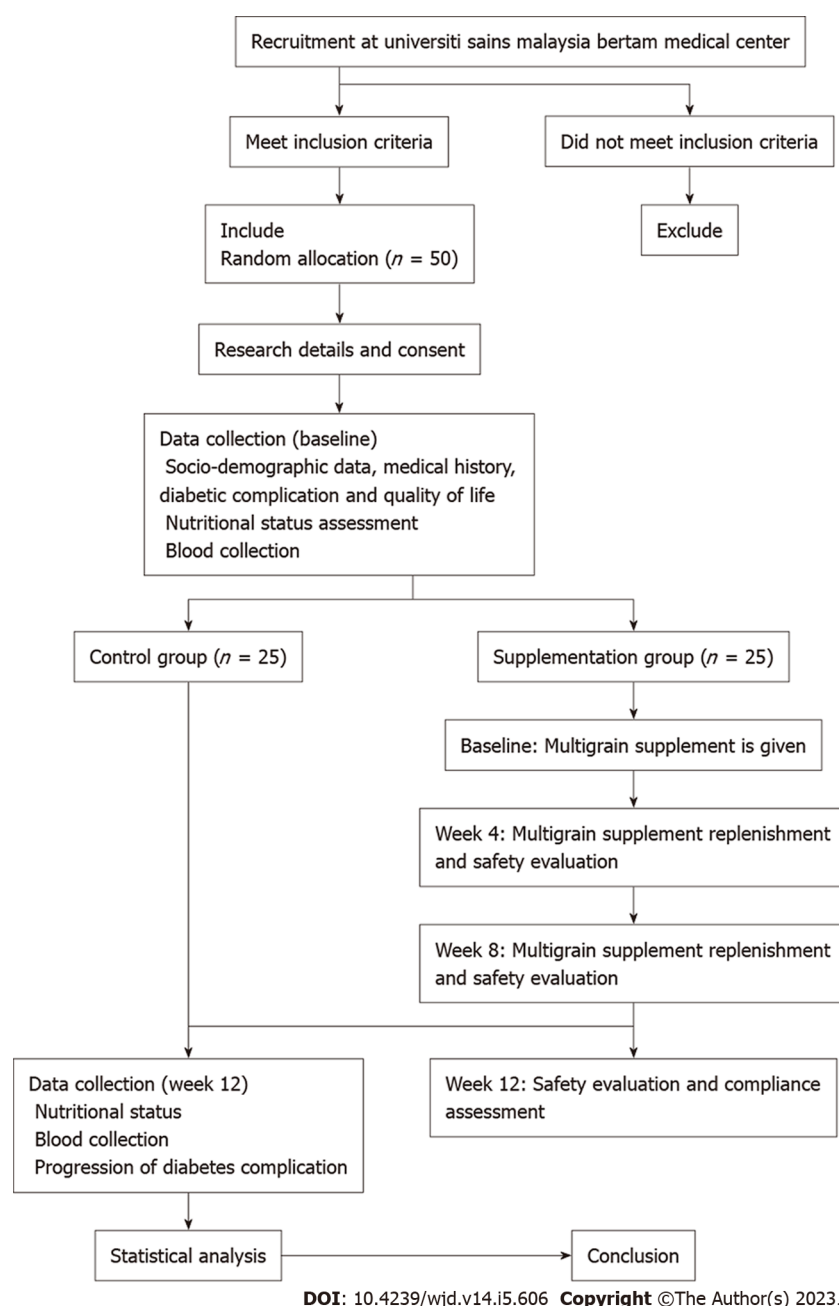 Recruitment at universiti sains malaysia bertam medical center
Meet inclusion criteria
Did not meet inclusion criteria
Include
Random allocation (n = 50)
Exclude
Research details and consent
Data collection (baseline)
Socio-demographic data, medical history,
diabetic complication and quality of life
Nutritional status assessment
Blood collection
Control group (n = 25)
Supplementation group (n = 25)
Baseline: Multigrain supplement is given
Week 4: Multigrain supplement replenishment
and safety evaluation
Week 8: Multigrain supplement replenishment
and safety evaluation
Data collection (week 12)
Nutritional status
Blood collection
Progression of diabetes complication
Week 12: Safety evaluation and compliance
assessment
Statistical analysis
Conclusion
DOI: 10.4239/wjd.v14.i5.606 Copyright ©The Author(s) 2023.